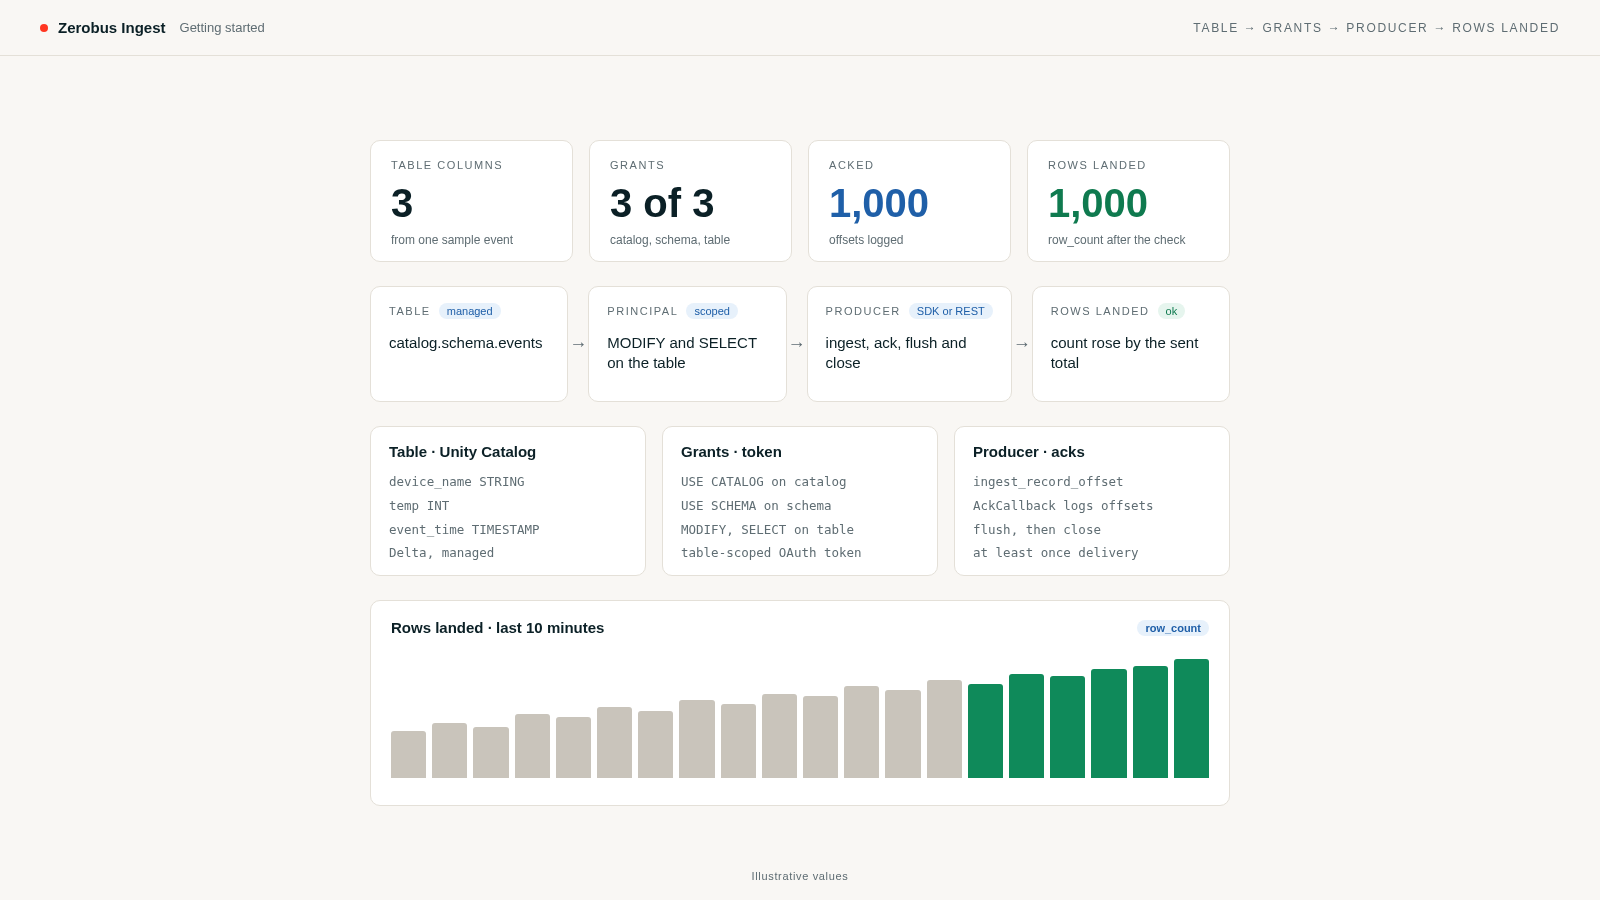 Zerobus Ingest Getting started
TABLE → GRANTS → PRODUCER → ROWS LANDED
TABLE COLUMNS
3
from one sample event
GRANTS
3 of 3
catalog, schema, table
ACKED
1,000
offsets logged
ROWS LANDED
1,000
row_count after the check
TABLE managed
catalog.schema.events
→
PRINCIPAL scoped
MODIFY and SELECT
on the table
→
PRODUCER SDK or REST
ingest, ack, flush and
close
→
ROWS LANDED ok
count rose by the sent
total
Table · Unity Catalog
device_name STRING
temp INT
event_time TIMESTAMP
Delta, managed
Grants · token
USE CATALOG on catalog
USE SCHEMA on schema
MODIFY, SELECT on table
table-scoped OAuth token
Producer · acks
ingest_record_offset
AckCallback logs offsets
flush, then close
at least once delivery
Rows landed · last 10 minutes
row_count
Illustrative values